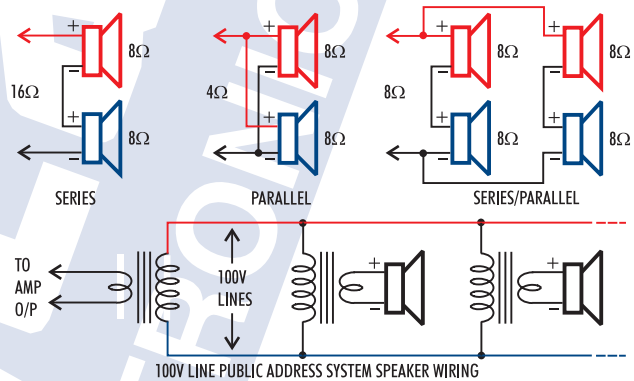 +
8Ω
−
16Ω
+
8Ω
−
SERIES
+
8Ω
−
4Ω
+
8Ω
−
PARALLEL
+
8Ω
−
+
8Ω
−
8Ω
+
8Ω
−
+
8Ω
−
SERIES/PARALLEL
TO
AMP
O/P
100V
LINES
+
−
+
−
100V LINE PUBLIC ADDRESS SYSTEM SPEAKER WIRING
RONIC